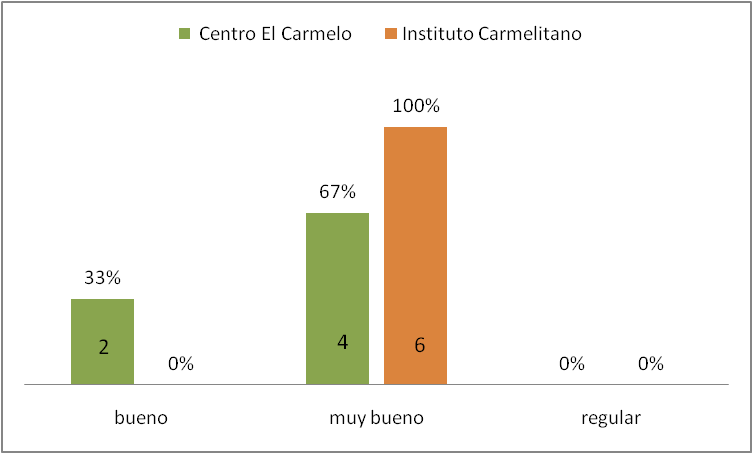 Centro El Carmelo Instituto Carmelitano
100%
67%
33%
2 0% 4 6 0% 0%
bueno muy bueno regular